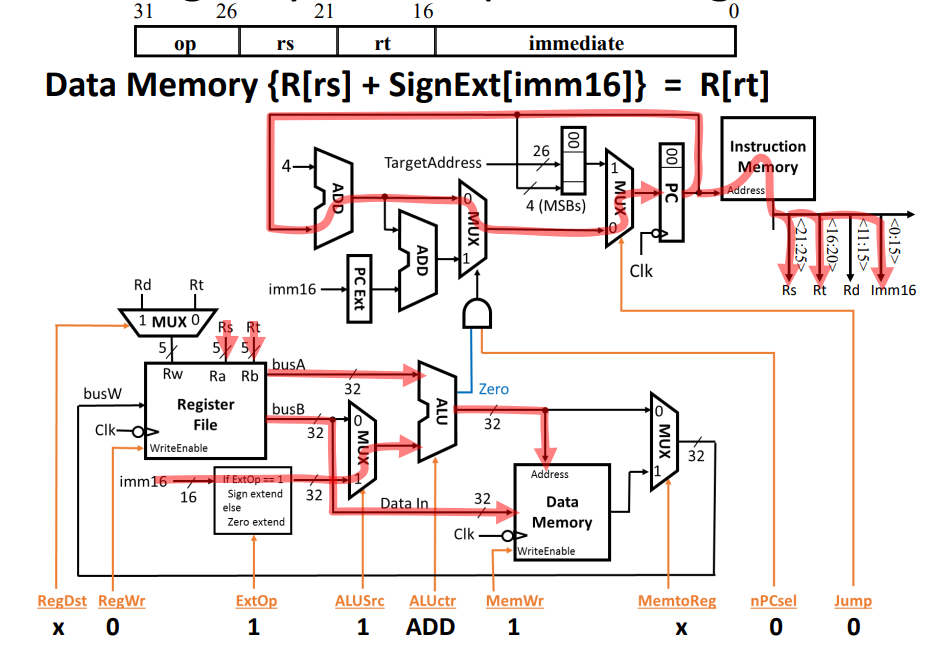 31 26 21 16 0
op rs rt immediate
Data Memory {R[rs] + SignExt[imm16]} = R[rt]
4
ADD
TargetAddress
26
00
4 (MSBs)
1
MUX
0
00
PC
Clk
Instruction
Memory
Address
<21:25>
<16:20>
<11:15>
<0:15>
Rs Rt Rd Imm16
0
MUX
1
ADD
imm16
PC Ext
Rd Rt
1 MUX 0
Rs Rt
5 5 5
Rw Ra Rb
busW
Register
File
Clk
WriteEnable
busA
32
busB
32
0
MUX
1
ALU
Zero
32
imm16
16
If ExtOp == 1
Sign extend
else
Zero extend
32
Data In
32
Address
Data
Memory
Clk
WriteEnable
0
MUX
1
32
RegDst RegWr ExtOp ALUSrc ALUctr MemWr MemtoReg nPCsel Jump
x 0 1 1 ADD 1 x 0 0